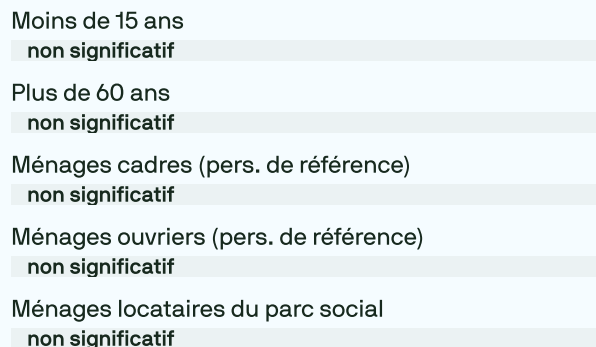 Moins de 15 ans
non significatif
Plus de 60 ans
non significatif
Ménages cadres (pers. de référence)
non significatif
Ménages ouvriers (pers. de référence)
non significatif
Ménages locataires du parc social
non significatif